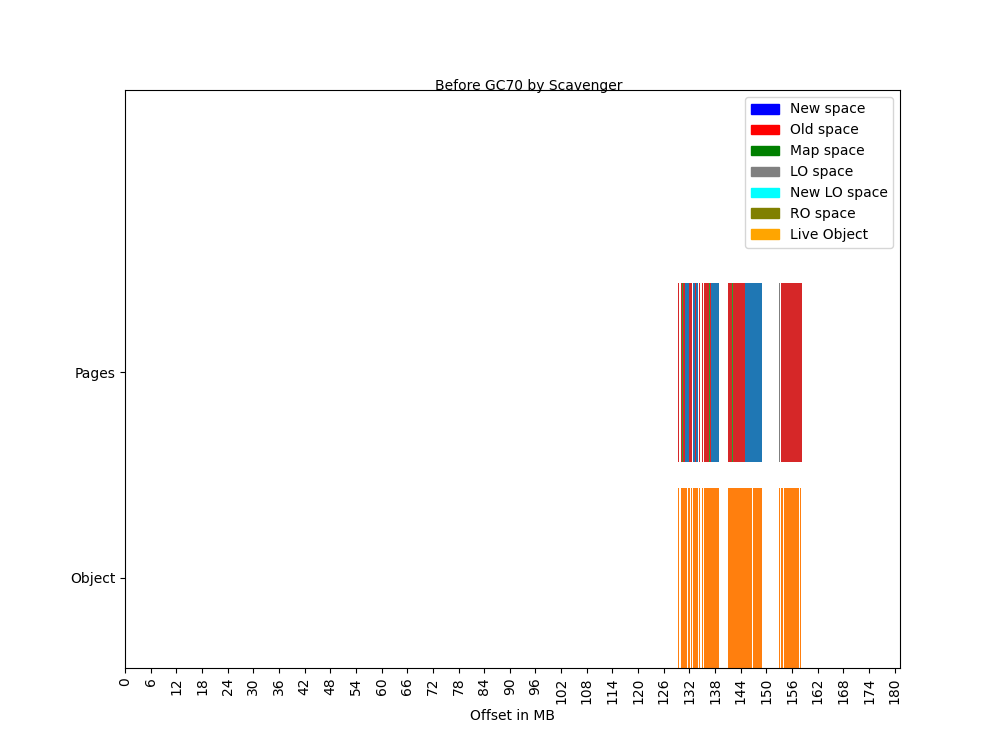 Before GC70 by Scavenger
New space
Old space
Map space
LO space
New LO space
RO space
Live Object
Pages
Object
0 6 12 18 24 30 36 42 48 54 60 66 72 78 84 90 96 102 108 114 120 126 132 138 144 150 156 162 168 174 180
Offset in MB